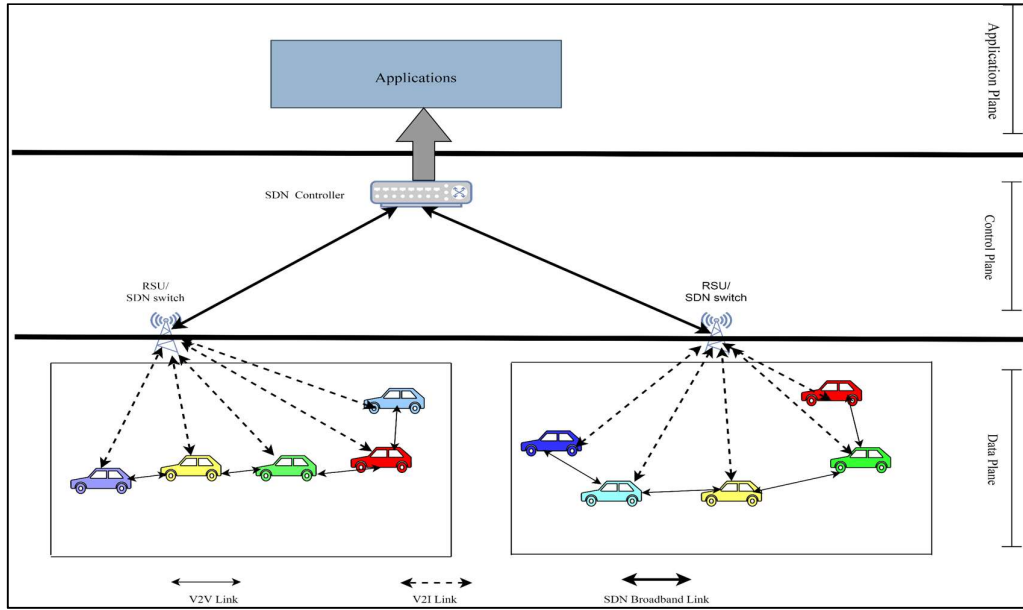 Applications
Application Plane
SDN Controller
Control Plane
RSU/
SDN switch
RSU/
SDN switch
Data Plane
V2V Link
V2I Link
SDN Broadband Link